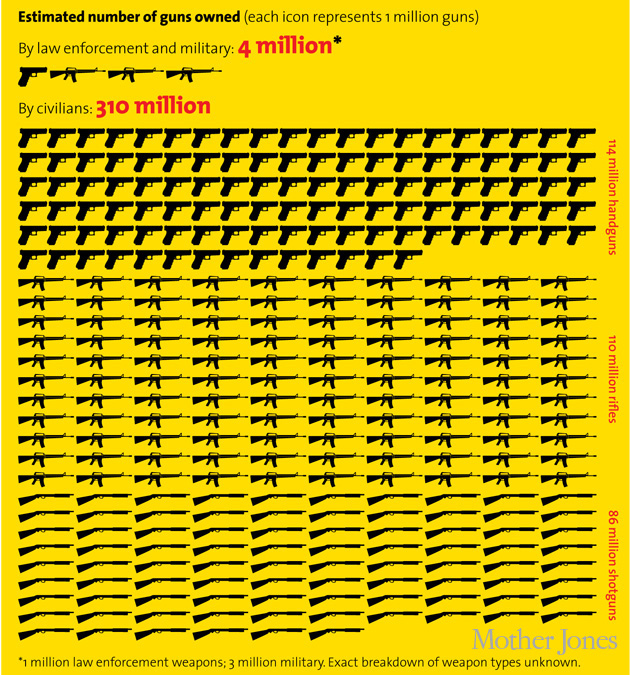 Estimated number of guns owned (each icon represents 1 million guns)
By law enforcement and military: 4 million*
By civilians: 310 million
114 million handguns
110 million rifles
86 million shotguns
Mother Jones
*1 million law enforcement weapons; 3 million military. Exact breakdown of weapon types unknown.